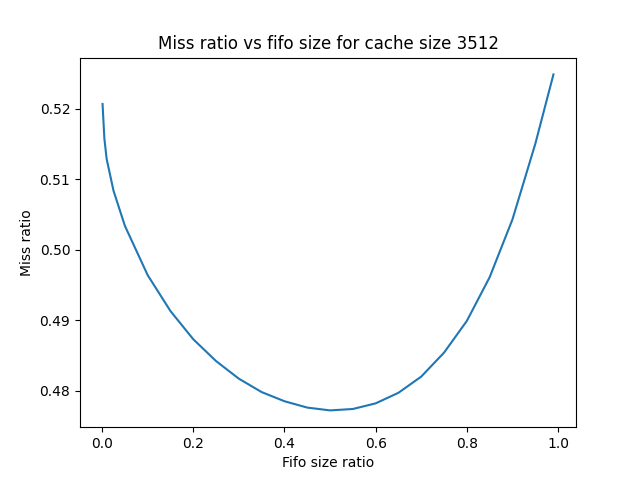 Miss ratio vs fifo size for cache size 3512
0.52
0.51
0.50
0.49
0.48
Miss ratio
0.0 0.2 0.4 0.6 0.8 1.0
Fifo size ratio